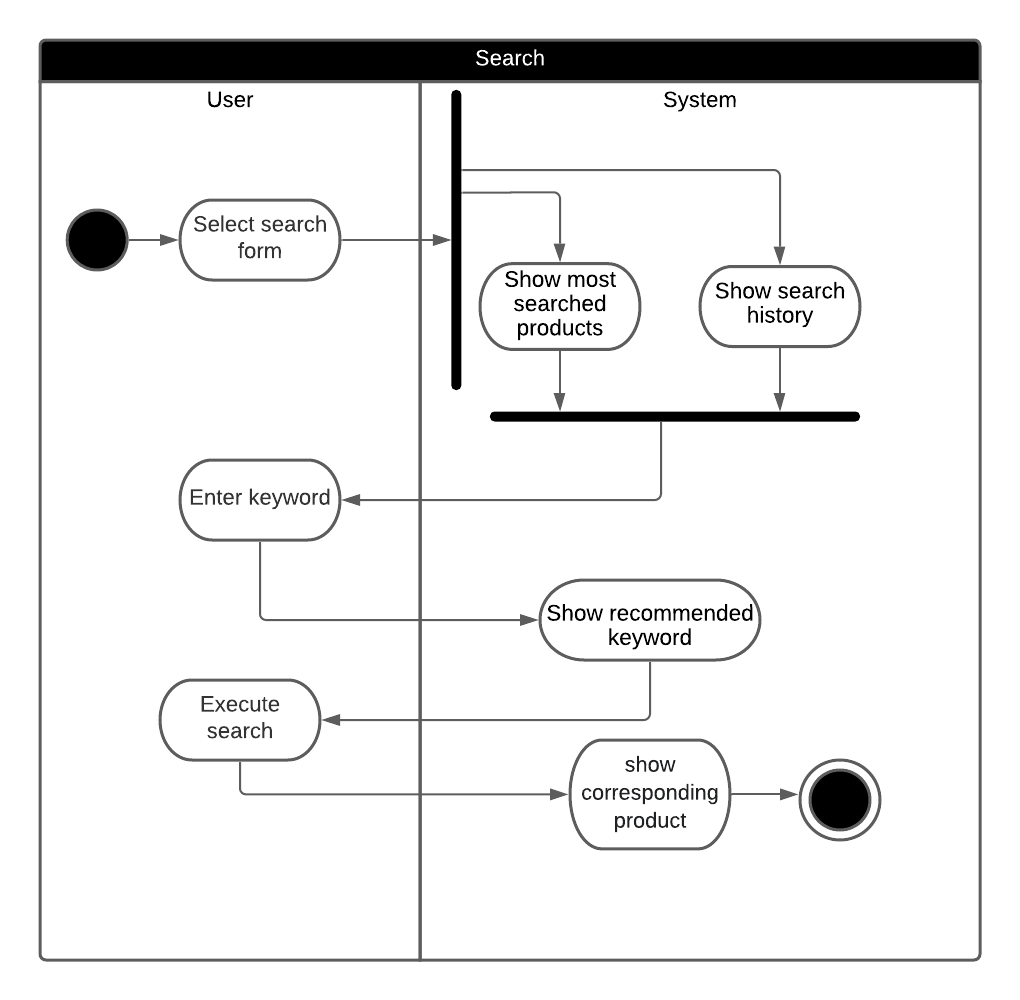 Search
User
System
Select search
form
Show most
searched
products
Show search
history
Enter keyword
Show recommended
keyword
Execute
search
show
corresponding
product